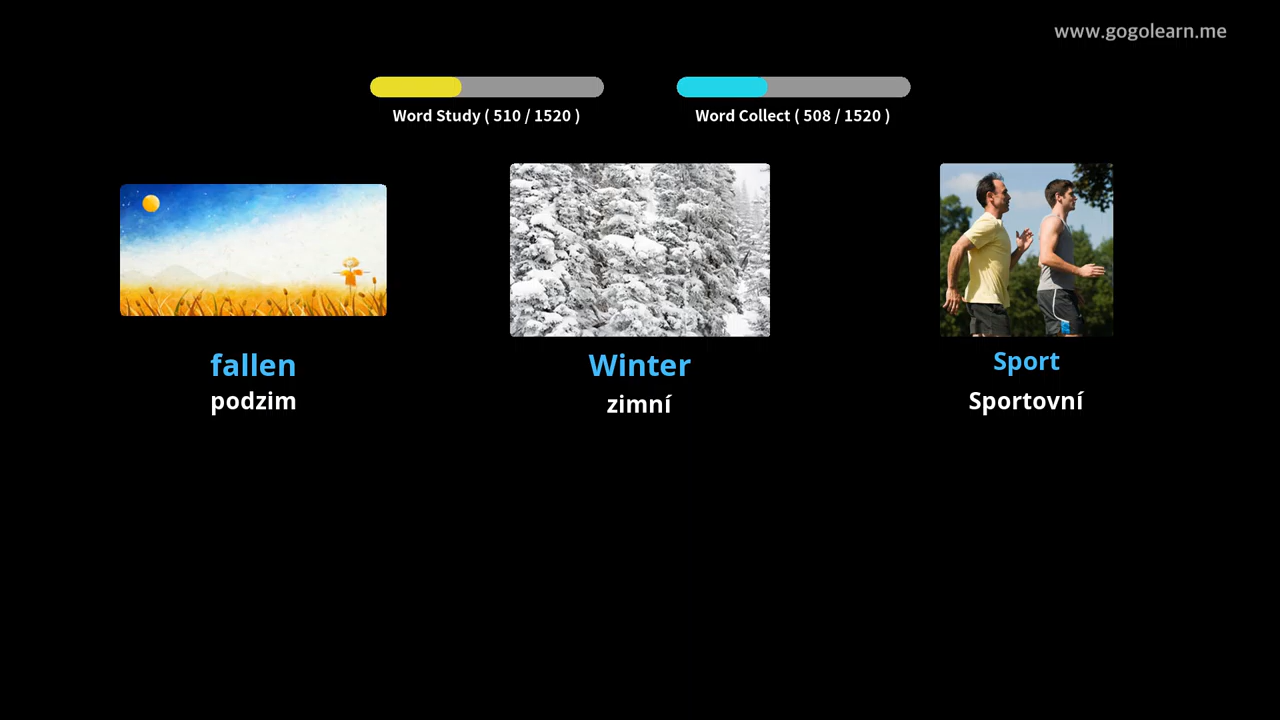 www.gogolearn.me
Word Study ( 510 / 1520 )
Word Collect ( 508 / 1520 )
fallen
podzim
Winter
zimní
Sport
Sportovní